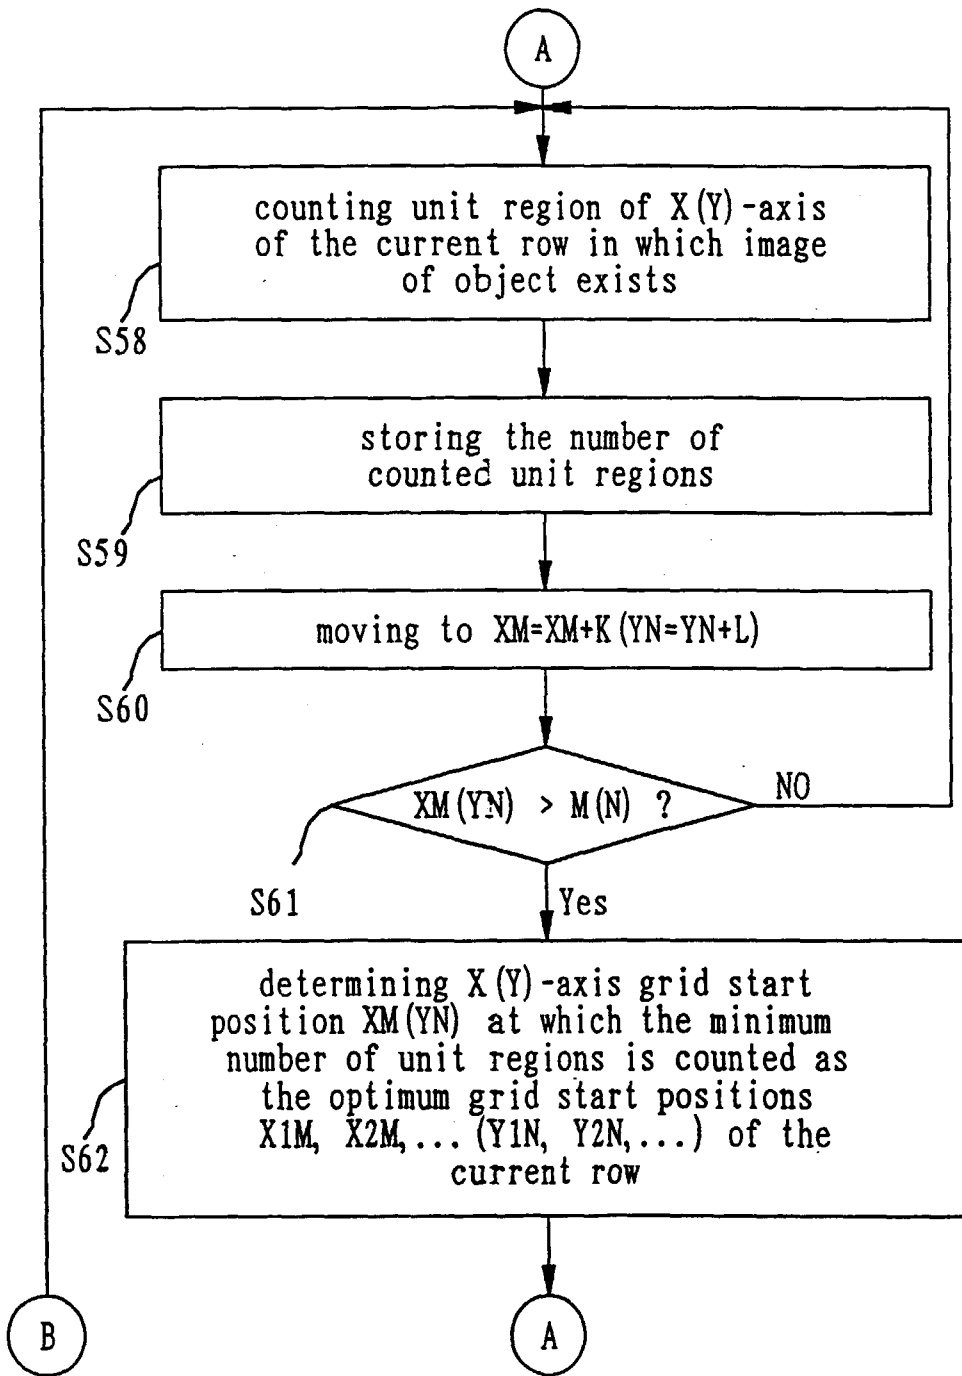 A
counting unit region of X(Y)-axis
of the current row in which image
of object exists
S58
storing the number of
counted unit regions
S59
moving to XM=XM+K(YN=YN+L)
S60
XM(YN) > M(N) ?
NO
S61
Yes
determining X(Y)-axis grid start
position XM(YN) at which the minimum
number of unit regions is counted as
the optimum grid start positions
X1M, X2M,... (Y1N, Y2N,...) of the
current row
S62
B
A